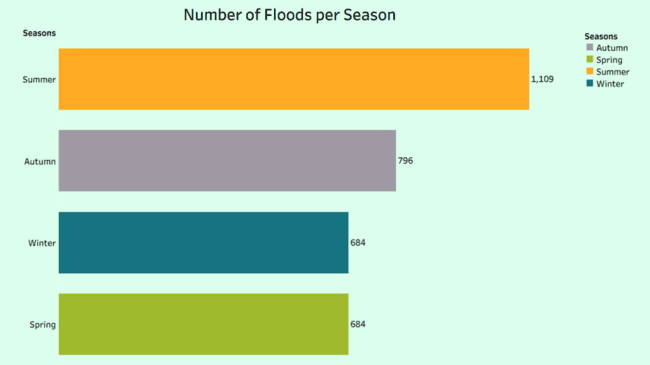 Number of Floods per Season
Seasons
Summer
1,109
Autumn
796
Winter
684
Spring
684
Seasons
Autumn
Spring
Summer
Winter